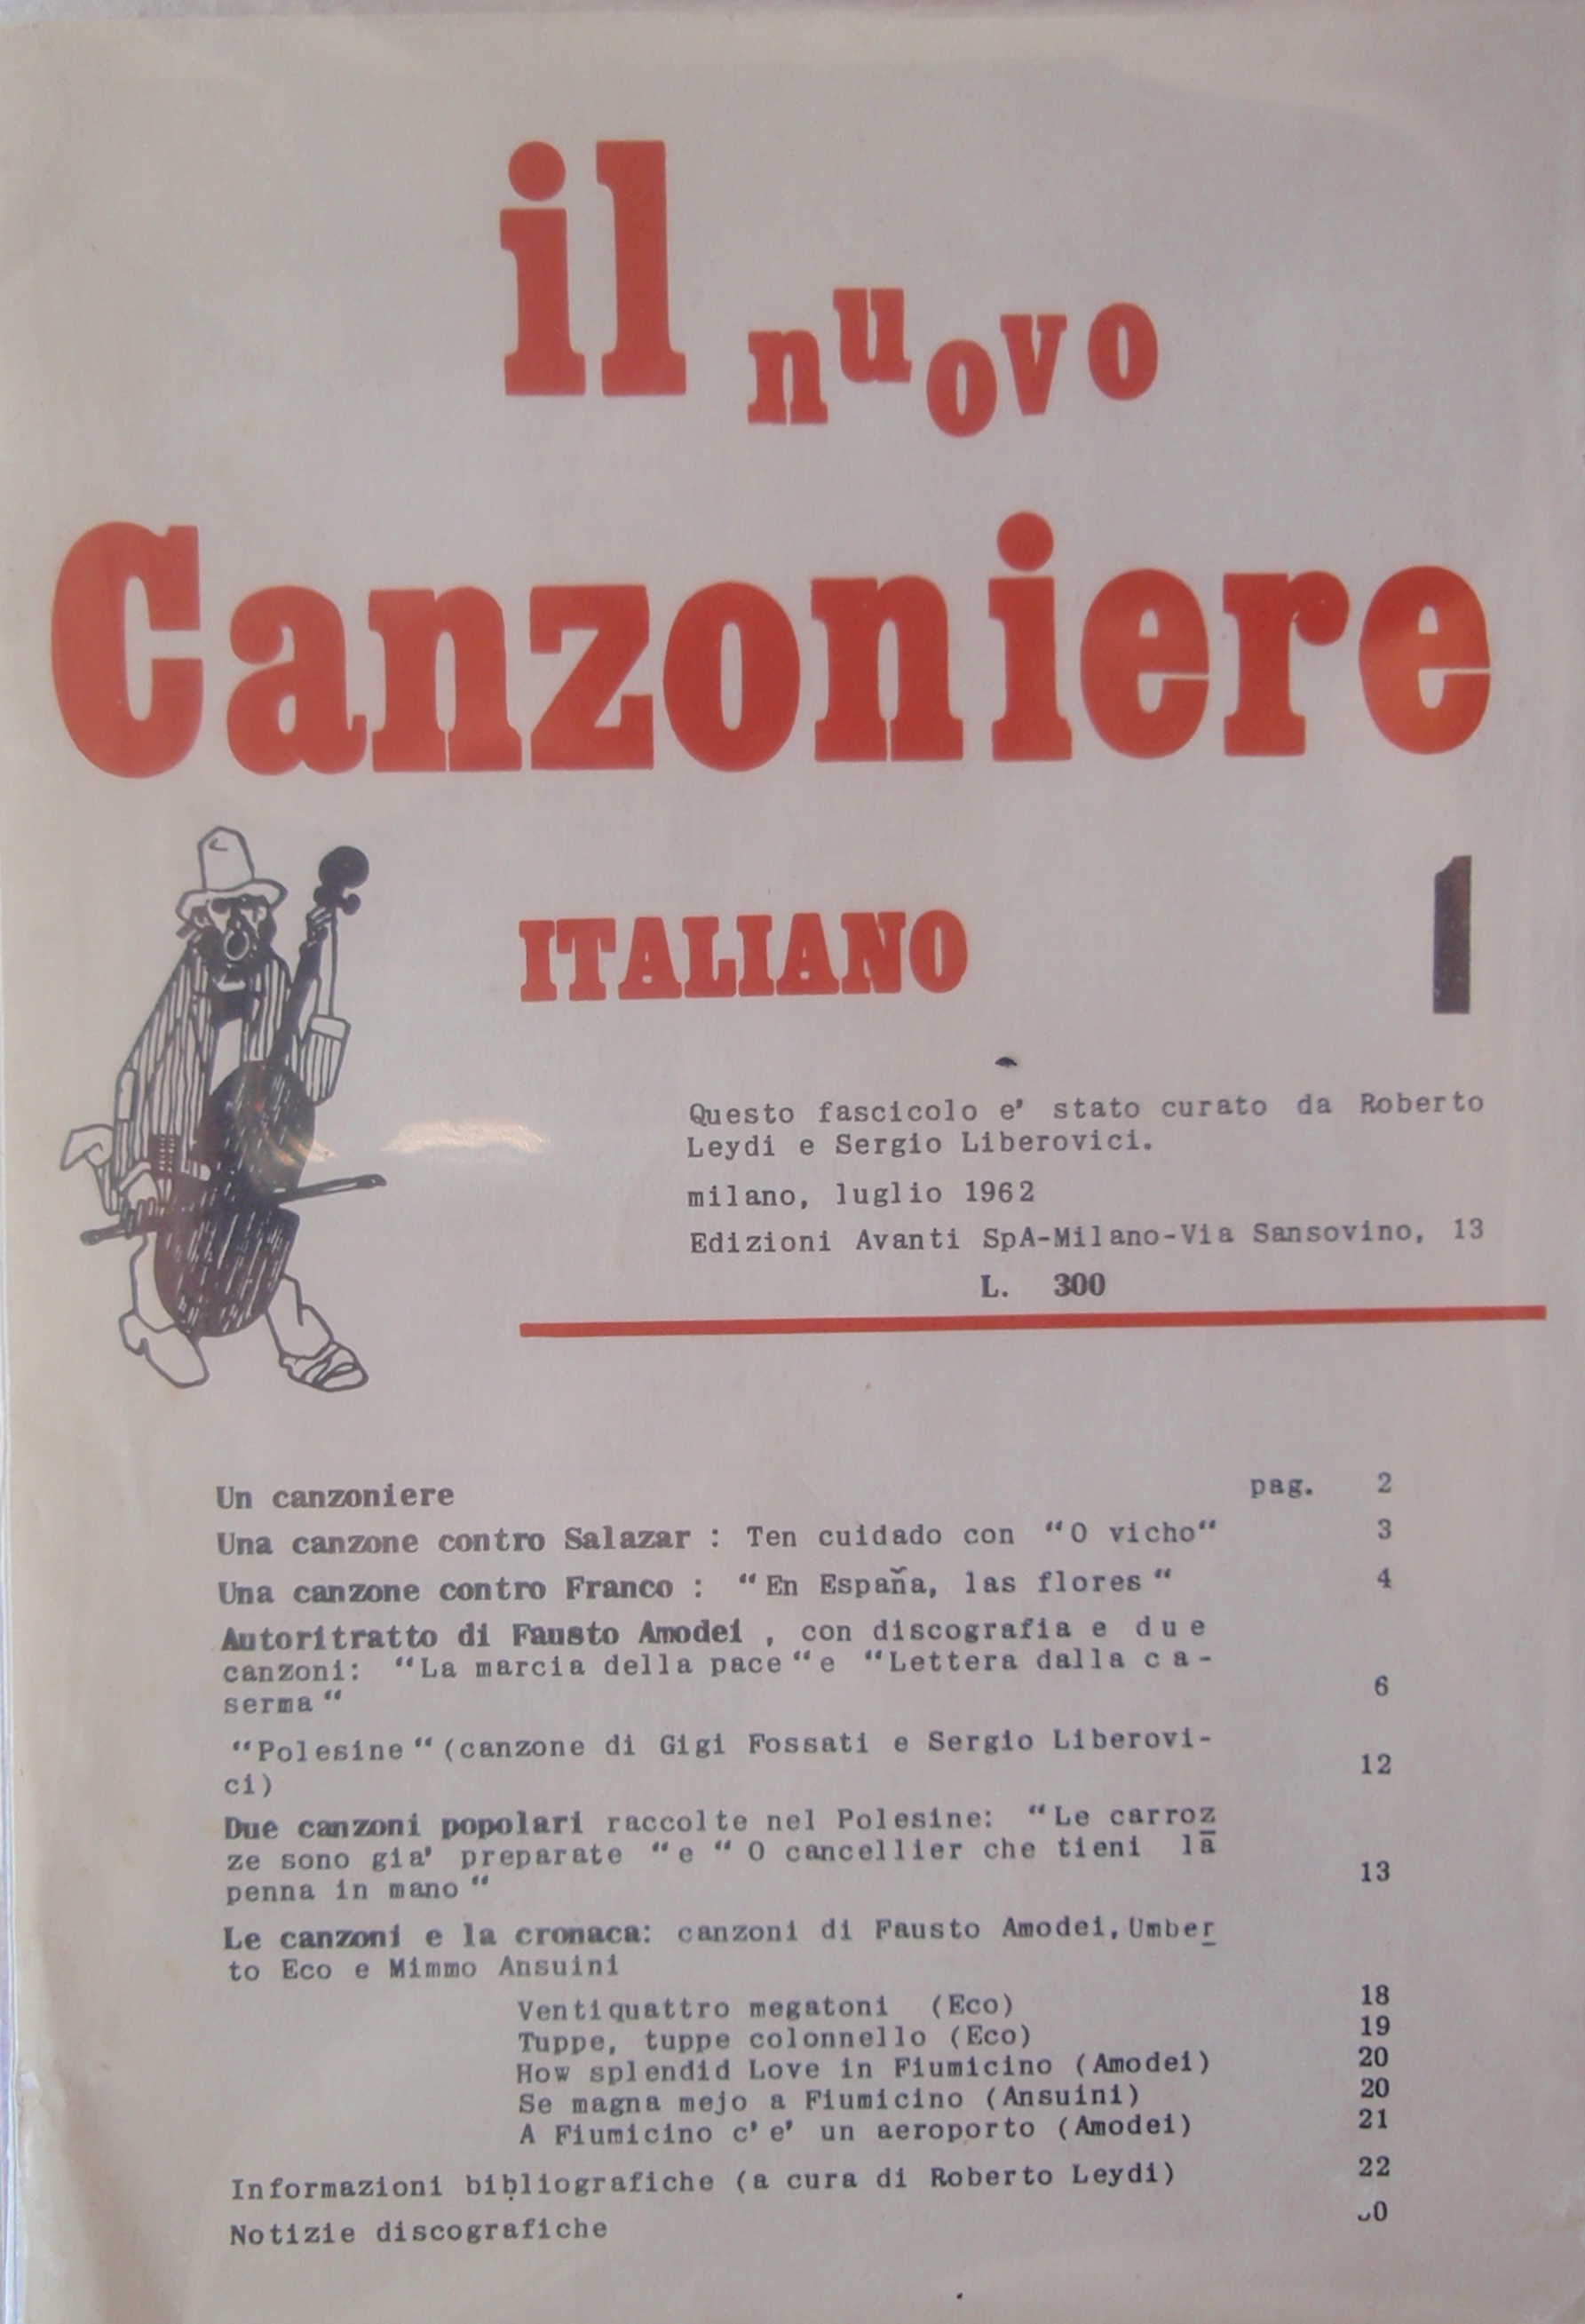 il nuovo
Canzoniere
ITALIANO
1
Questo fascicolo e' stato curato da Roberto
Leydi e Sergio Liberovici.
milano, luglio 1962
Edizioni Avanti SpA-Milano-Via Sansovino, 13
L. 300
Un canzoniere pag. 2
Una canzone contro Salazar : Ten cuidado con "O vicho" 3
Una canzone contro Franco : "En España, las flores" 4
Autoritratto di Fausto Amodei , con discografia e due
canzoni: "La marcia della pace" e "Lettera dalla ca-
serma" 6
"Polesine" (canzone di Gigi Fossati e Sergio Liberovi-
ci) 12
Due canzoni popolari raccolte nel Polesine: "Le carroz
ze sono gia' preparate " e " O cancellier che tieni la
penna in mano" 13
Le canzoni e la cronaca: canzoni di Fausto Amodei, Umber
to Eco e Mimmo Ansuini
Ventiquattro megatoni (Eco) 18
Tuppe, tuppe colonnello (Eco) 19
How splendid Love in Fiumicino (Amodei) 20
Se magna mejo a Fiumicino (Ansuini) 20
A Fiumicino c'e' un aeroporto (Amodei) 21
Informazioni bibliografiche (a cura di Roberto Leydi) 22
Notizie discografiche